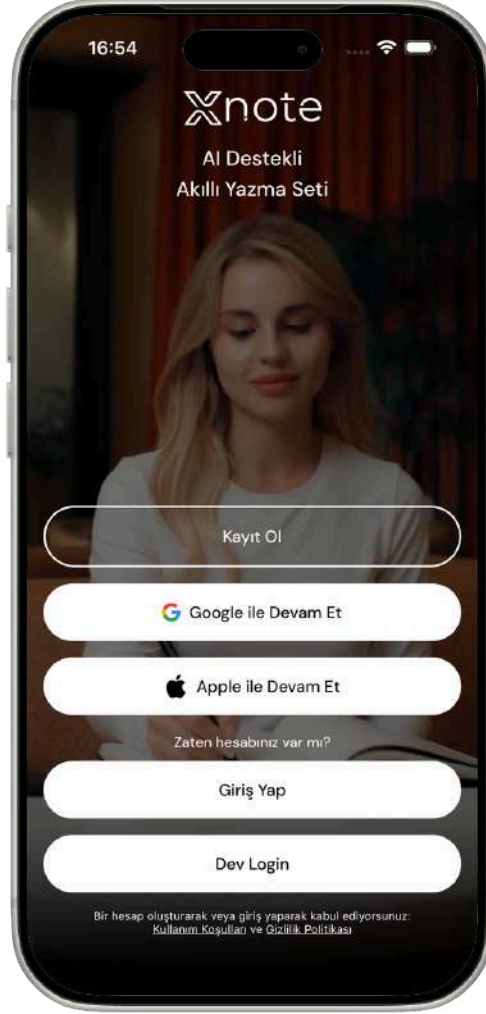 16:54
Xnote
AI Destekli
Akıllı Yazma Seti
Kayıt Ol
Google ile Devam Et
Apple ile Devam Et
Zaten hesabınız var mı?
Giriş Yap
Dev Login
Bir hesap oluşturarak veya giriş yaparak kabul ediyorsunuz:
Kullanım Koşulları ve Gizlilik Politikası